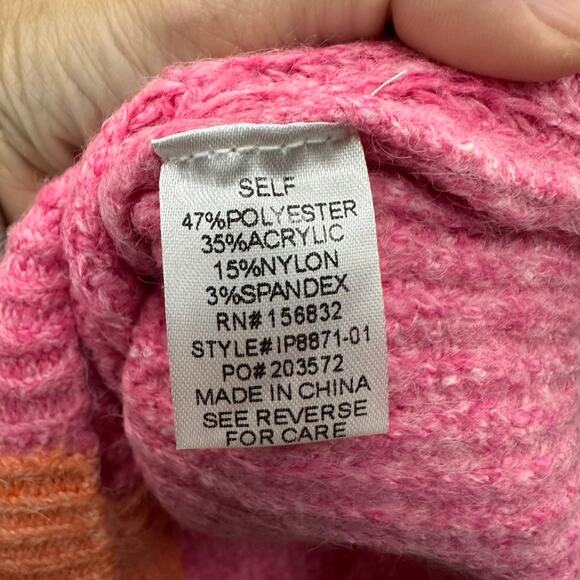 SELF
47%POLYESTER
35%ACRYLIC
15%NYLON
3%SPANDEX
RN# 156832
STYLE# IP8871-01
PO# 203572
MADE IN CHINA
SEE REVERSE
FOR CARE